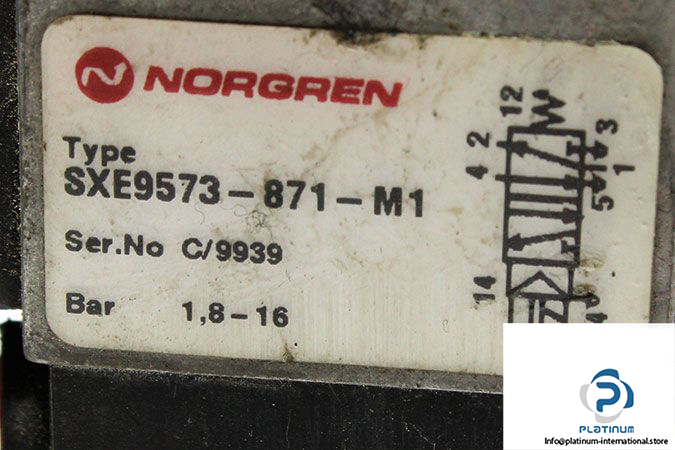 NORGREN
Type
SXE9573-871-M1
Ser.No C/9939
Bar 1,8-16
12
2
4
3
1
5
14
4
PLATINUM
info@platinum-international.store